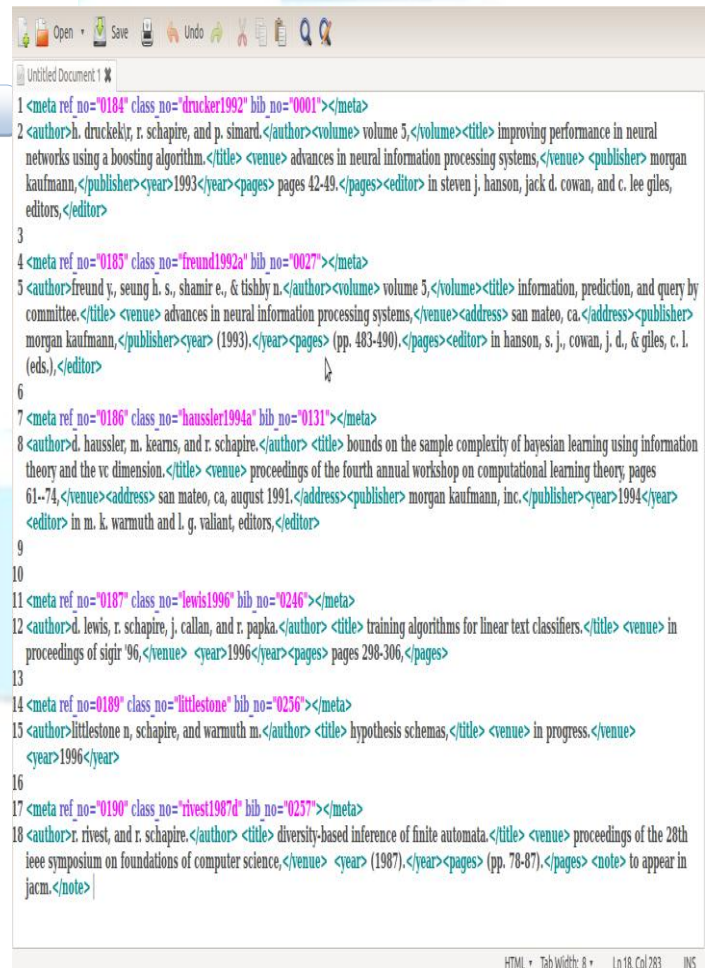 Open Save Undo
Untitled Document 1
1 <meta ref_no="0184" class_no="drucker1992" bib_no="0001"></meta>
2 <author>h. druckek\r, r. schapire, and p. simard.</author><volume> volume 5,</volume><title> improving performance in neural
networks using a boosting algorithm.</title> <venue> advances in neural information processing systems,</venue> <publisher> morgan
kaufmann,</publisher><year>1993</year><pages> pages 42-49.</pages><editor> in steven j. hanson, jack d. cowan, and c. lee giles,
editors,</editor>
3
4 <meta ref_no="0185" class_no="freund1992a" bib_no="0027"></meta>
5 <author>freund y., seung h. s., shamir e., & tishby n.</author><volume> volume 5,</volume><title> information, prediction, and query by
committee.</title> <venue> advances in neural information processing systems,</venue><address> san mateo, ca.</address><publisher>
morgan kaufmann,</publisher><year> (1993).</year><pages> (pp. 483-490).</pages><editor> in hanson, s. j., cowan, j. d., & giles, c. l.
(eds.),</editor>
6
7 <meta ref_no="0186" class_no="haussler1994a" bib_no="0131"></meta>
8 <author>d. haussler, m. kearns, and r. schapire.</author> <title> bounds on the sample complexity of bayesian learning using information
theory and the vc dimension.</title> <venue> proceedings of the fourth annual workshop on computational learning theory, pages
61--74,</venue><address> san mateo, ca, august 1991.</address><publisher> morgan kaufmann, inc.</publisher><year>1994</year>
<editor> in m. k. warmuth and l. g. valiant, editors,</editor>
9
10
11 <meta ref_no="0187" class_no="lewis1996" bib_no="0246"></meta>
12 <author>d. lewis, r. schapire, j. callan, and r. papka.</author> <title> training algorithms for linear text classifiers.</title> <venue> in
proceedings of sigir '96,</venue> <year>1996</year><pages> pages 298-306,</pages>
13
14 <meta ref_no=0189" class_no="littlestone" bib_no="0256"></meta>
15 <author>littlestone n, schapire, and warmuth m.</author> <title> hypothesis schemas,</title> <venue> in progress.</venue>
<year>1996</year>
16
17 <meta ref_no="0190" class_no="rivest1987d" bib_no="0257"></meta>
18 <author>r. rivest, and r. schapire.</author> <title> diversity-based inference of finite automata.</title> <venue> proceedings of the 28th
ieee symposium on foundations of computer science,</venue> <year> (1987).</year><pages> (pp. 78-87).</pages> <note> to appear in
jacm.</note>
HTML Tab Width: 8 Ln 18, Col 283 INS